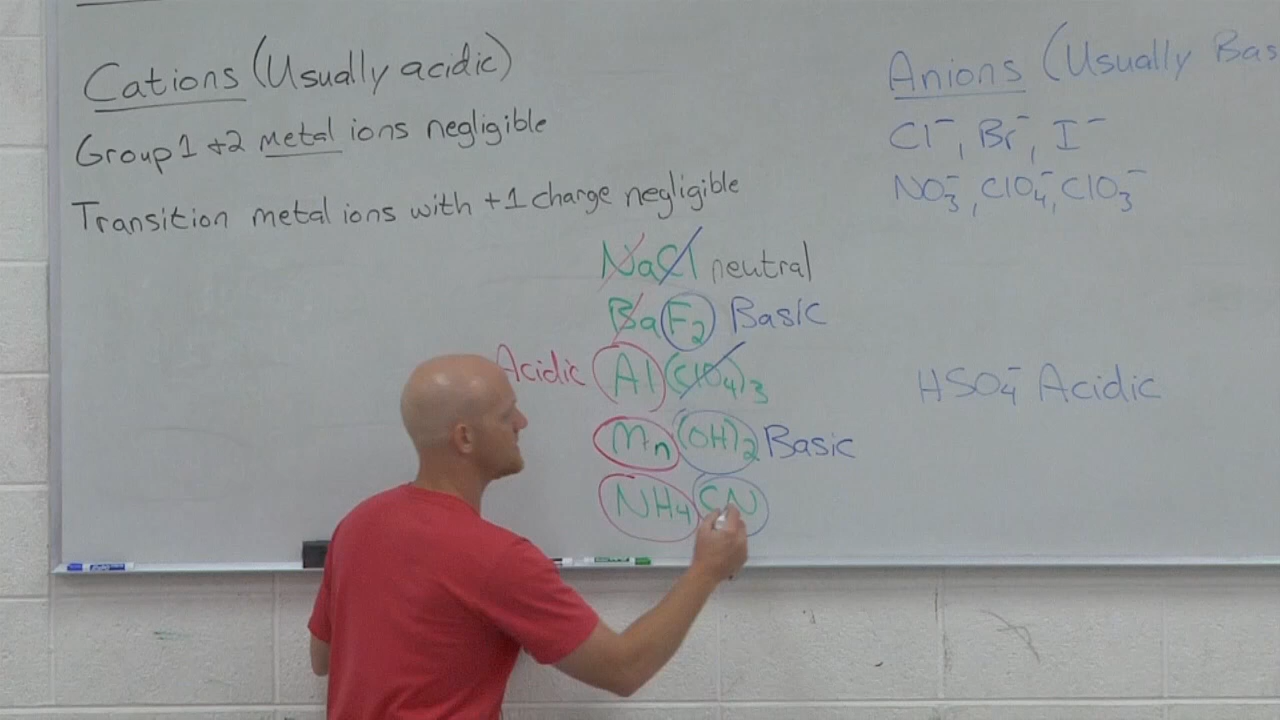 Cations (Usually acidic)
Group 1 +2 metal ions negligible
Transition metal ions with +1 charge negligible
NaCl neutral
BaF₂ Basic
Acidic Al(ClO₄)₃
Mn(OH)₂ Basic
NH₄CN
Anions (Usually Bas
Cl⁻, Br⁻, I⁻
NO₃⁻, ClO₄⁻, ClO₃⁻
HSO₄⁻ Acidic